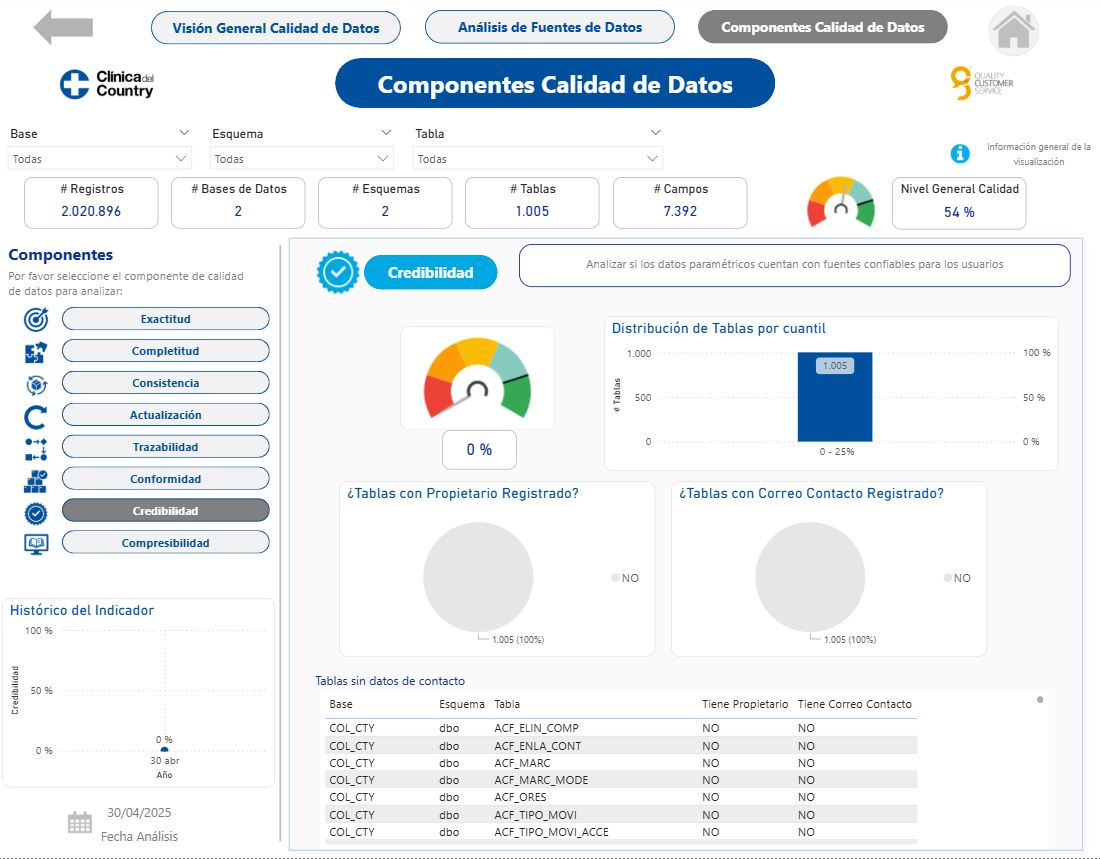 Visión General Calidad de Datos
Análisis de Fuentes de Datos
Componentes Calidad de Datos
Clínica del
Country
Componentes Calidad de Datos
QUALITY
CUSTOMER
SERVICE
Base
Esquema
Tabla
Todas
Todas
Todas
Información general de la
visualización
# Registros
2.020.896
# Bases de Datos
2
# Esquemas
2
# Tablas
1.005
# Campos
7.392
Nivel General Calidad
54 %
Componentes
Por favor seleccione el componente de calidad
de datos para analizar:
Exactitud
Completitud
Consistencia
Actualización
Trazabilidad
Conformidad
Credibilidad
Compresibilidad
Histórico del Indicador
100 %
50 %
0 %
Credibilidad
0 %
30 abr
Año
30/04/2025
Fecha Análisis
Credibilidad
Analizar si los datos paramétricos cuentan con fuentes confiables para los usuarios
0 %
Distribución de Tablas por cuantil
# Tablas
1.000
500
0
1.005
100 %
50 %
0 %
0 - 25%
¿Tablas con Propietario Registrado?
NO
1.005 (100%)
¿Tablas con Correo Contacto Registrado?
NO
1.005 (100%)
Tablas sin datos de contacto
Base Esquema Tabla Tiene Propietario Tiene Correo Contacto
COL_CTY dbo ACF_ELIN_COMP NO NO
COL_CTY dbo ACF_ENLA_CONT NO NO
COL_CTY dbo ACF_MARC NO NO
COL_CTY dbo ACF_MARC_MODE NO NO
COL_CTY dbo ACF_ORES NO NO
COL_CTY dbo ACF_TIPO_MOVI NO NO
COL_CTY dbo ACF_TIPO_MOVI_ACCE NO NO